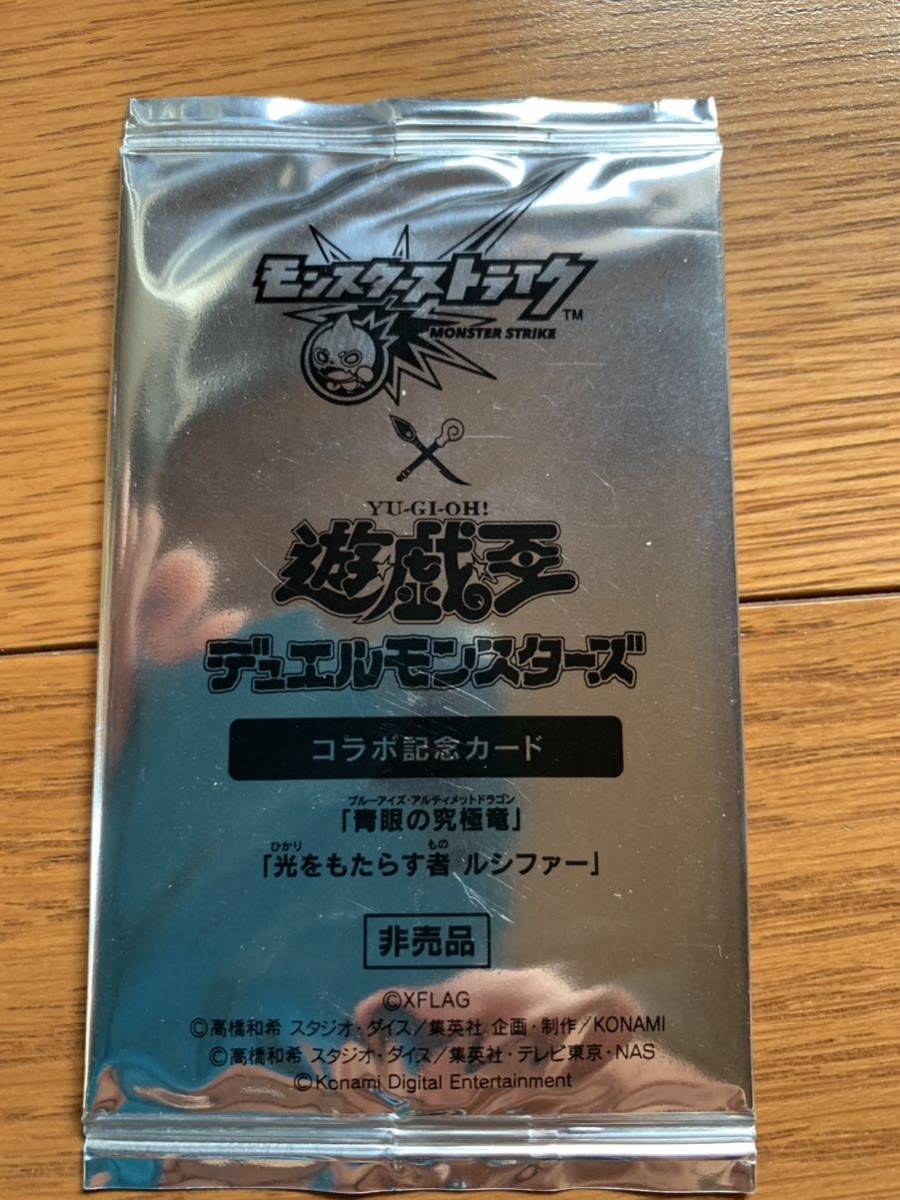 モンスターストライク
TM
MONSTER STRIKE
YU-GI-OH!
遊☆戯☆王
デュエルモンスターズ
コラボ記念カード
ブルーアイズ・アルティメットドラゴン
「青眼の究極竜」
ひかり もの
「光をもたらす者 ルシファー」
非売品
©XFLAG
©高橋和希 スタジオ・ダイス/集英社 企画・制作/KONAMI
©高橋和希 スタジオ・ダイス/集英社・テレビ東京・NAS
©Konami Digital Entertainment